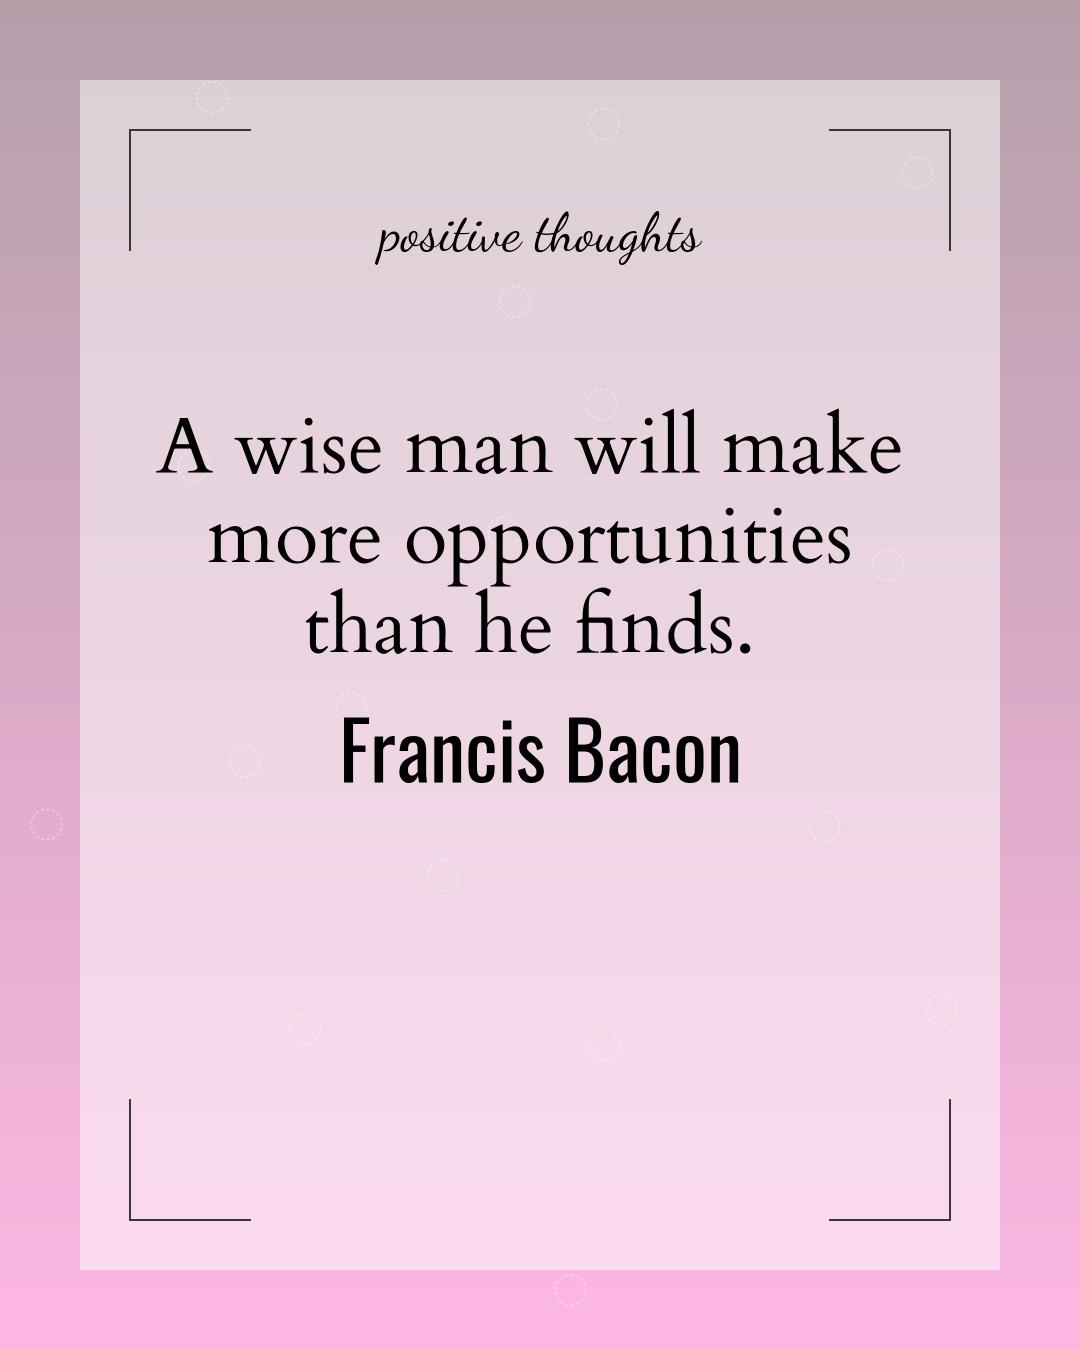 positive thoughts
A wise man will make
more opportunities
than he finds.
Francis Bacon